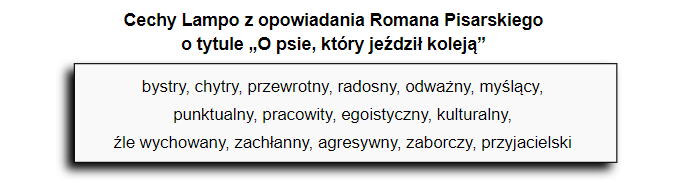 Cechy Lampo z opowiadania Romana Pisarskiego
o tytule „O psie, który jeździł koleją”
bystry, chytry, przewrotny, radosny, odważny, myślący,
punktualny, pracowity, egoistyczny, kulturalny,
źle wychowany, zachłanny, agresywny, zaborczy, przyjacielski